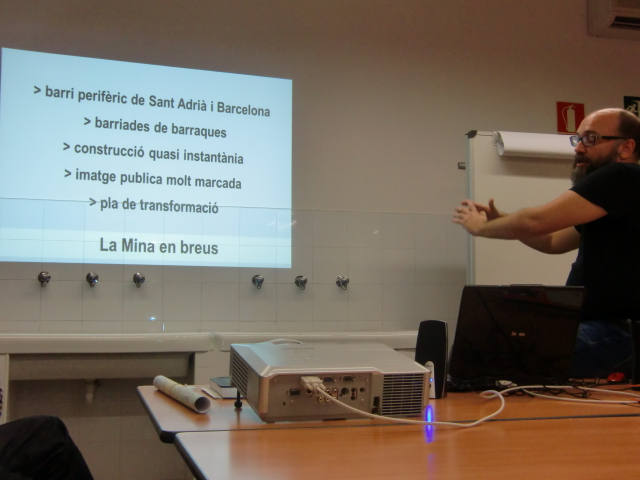 > barri perifèric de Sant Adrià i Barcelona
> barriades de barraques
> construcció quasi instantània
> imatge publica molt marcada
> pla de transformació
La Mina en breus